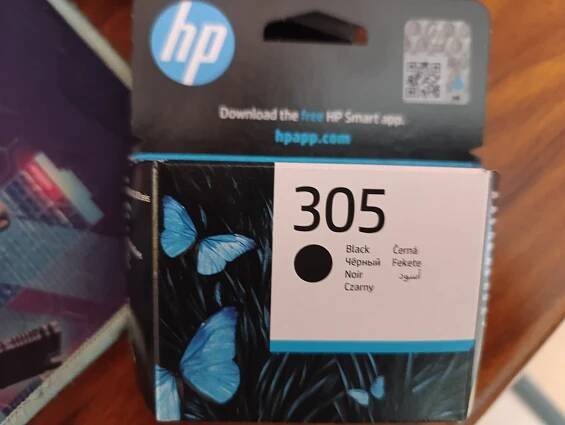 hp
Download the free HP Smart app.
hpapp.com
305
Black Černá
Чёрный Fekete
Noir أسود
Czarny